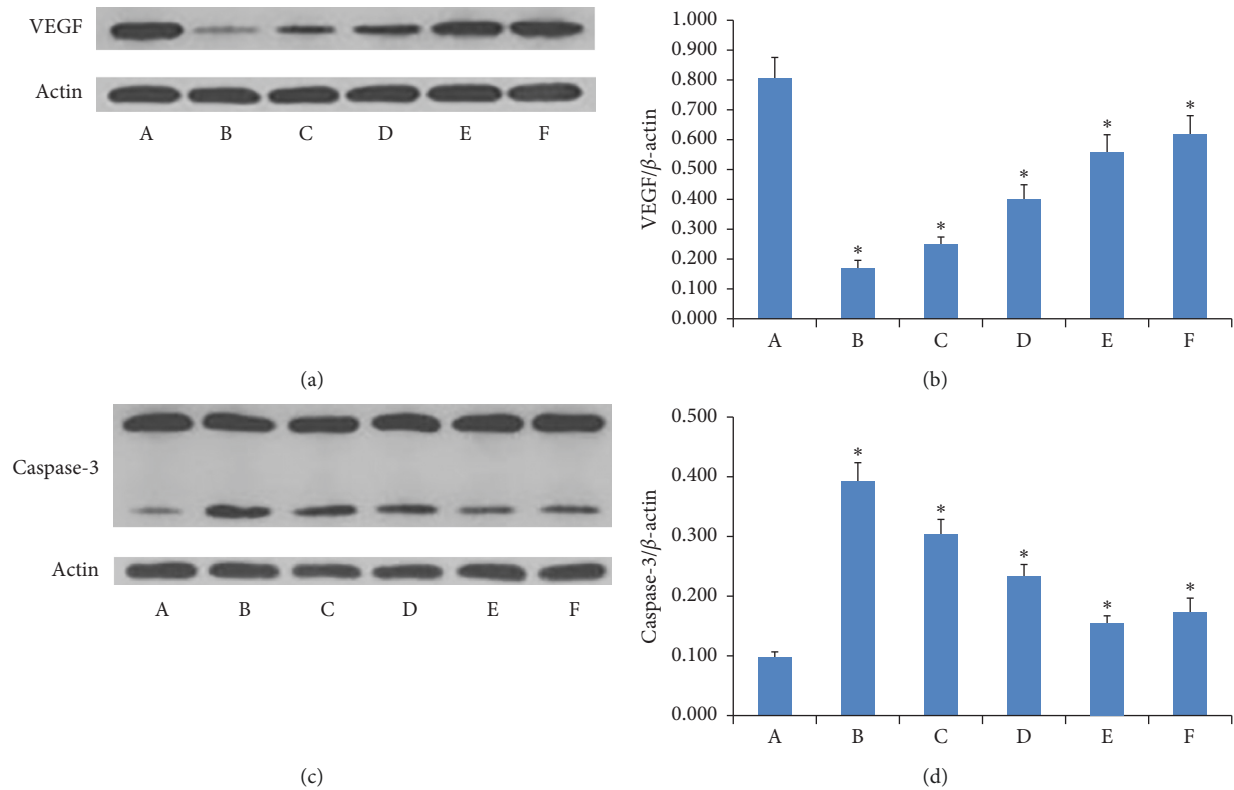 VEGF
Actin
A B C D E F
(a)
VEGF/β-actin
1.000
0.900
0.800
0.700
0.600
0.500
0.400
0.300
0.200
0.100
0.000
* * * * *
A B C D E F
(b)
Caspase-3
Actin
A B C D E F
(c)
Caspase-3/β-actin
0.500
0.400
0.300
0.200
0.100
0.000
* * * * *
A B C D E F
(d)